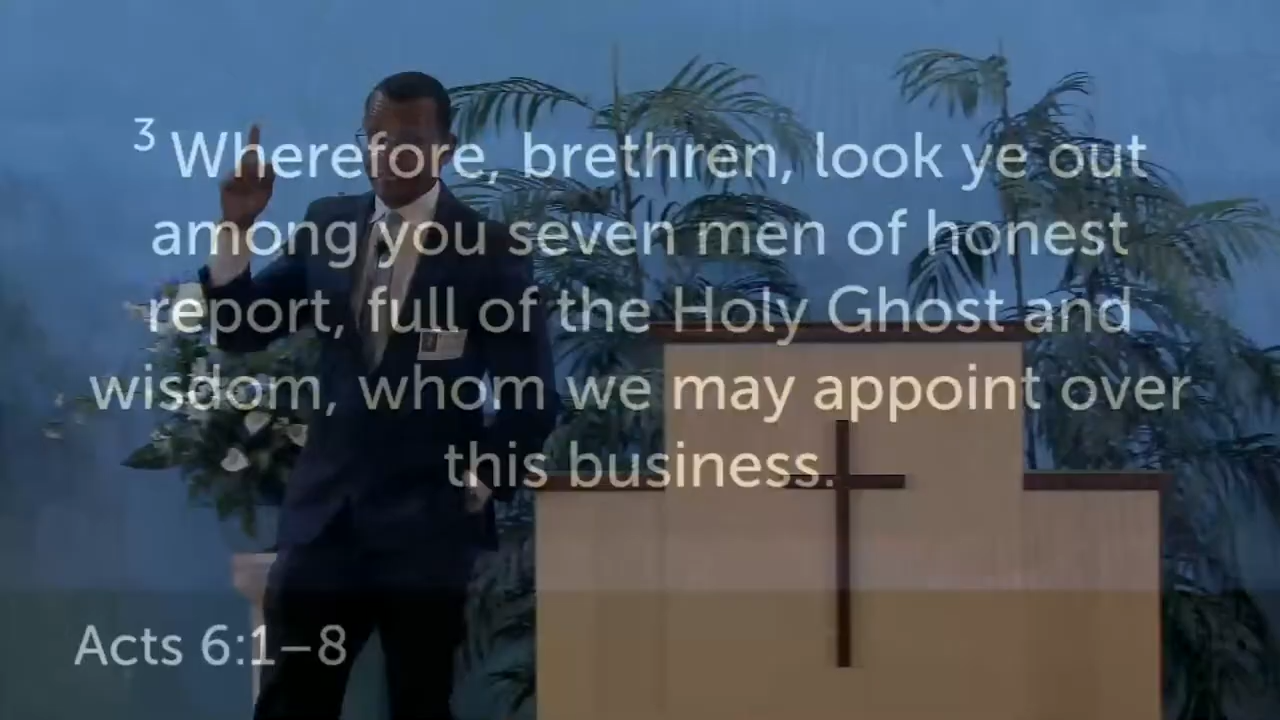 3 Wherefore, brethren, look ye out
among you seven men of honest
report, full of the Holy Ghost and
wisdom, whom we may appoint over
this business.
Acts 6:1–8